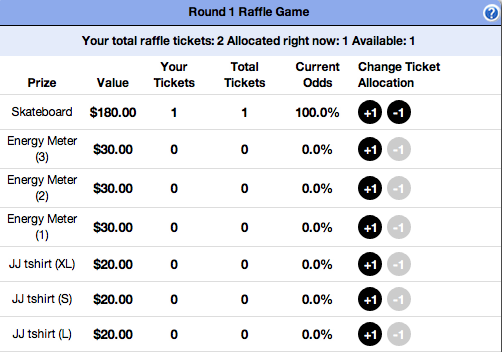 Round 1 Raffle Game ?
Your total raffle tickets: 2 Allocated right now: 1 Available: 1
Prize Value Your Tickets Total Tickets Current Odds Change Ticket Allocation
Skateboard $180.00 1 1 100.0% +1 -1
Energy Meter (3) $30.00 0 0 0.0% +1 -1
Energy Meter (2) $30.00 0 0 0.0% +1 -1
Energy Meter (1) $30.00 0 0 0.0% +1 -1
JJ tshirt (XL) $20.00 0 0 0.0% +1 -1
JJ tshirt (S) $20.00 0 0 0.0% +1 -1
JJ tshirt (L) $20.00 0 0 0.0% +1 -1